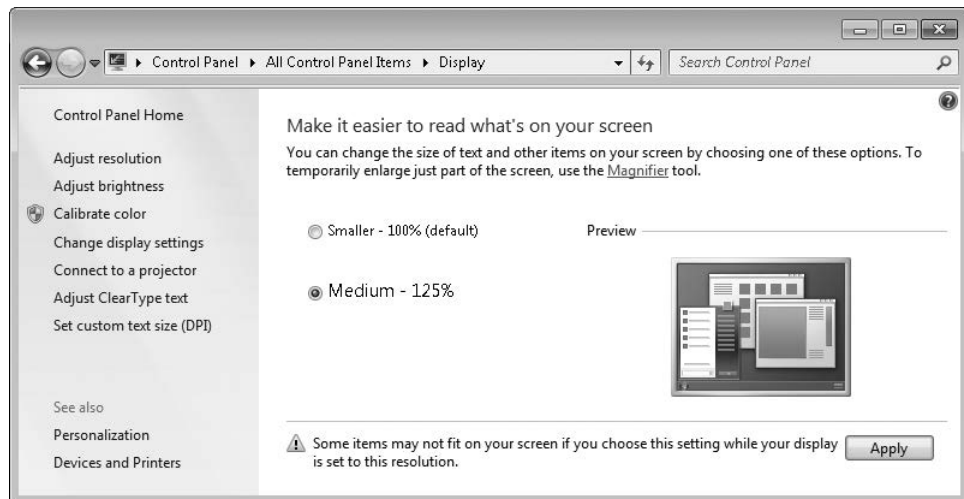 Control Panel ▸ All Control Panel Items ▸ Display
Search Control Panel
Control Panel Home
Adjust resolution
Adjust brightness
Calibrate color
Change display settings
Connect to a projector
Adjust ClearType text
Set custom text size (DPI)
See also
Personalization
Devices and Printers
Make it easier to read what's on your screen
You can change the size of text and other items on your screen by choosing one of these options. To
temporarily enlarge just part of the screen, use the Magnifier tool.
Smaller - 100% (default)
Preview
Medium - 125%
Some items may not fit on your screen if you choose this setting while your display
is set to this resolution.
Apply